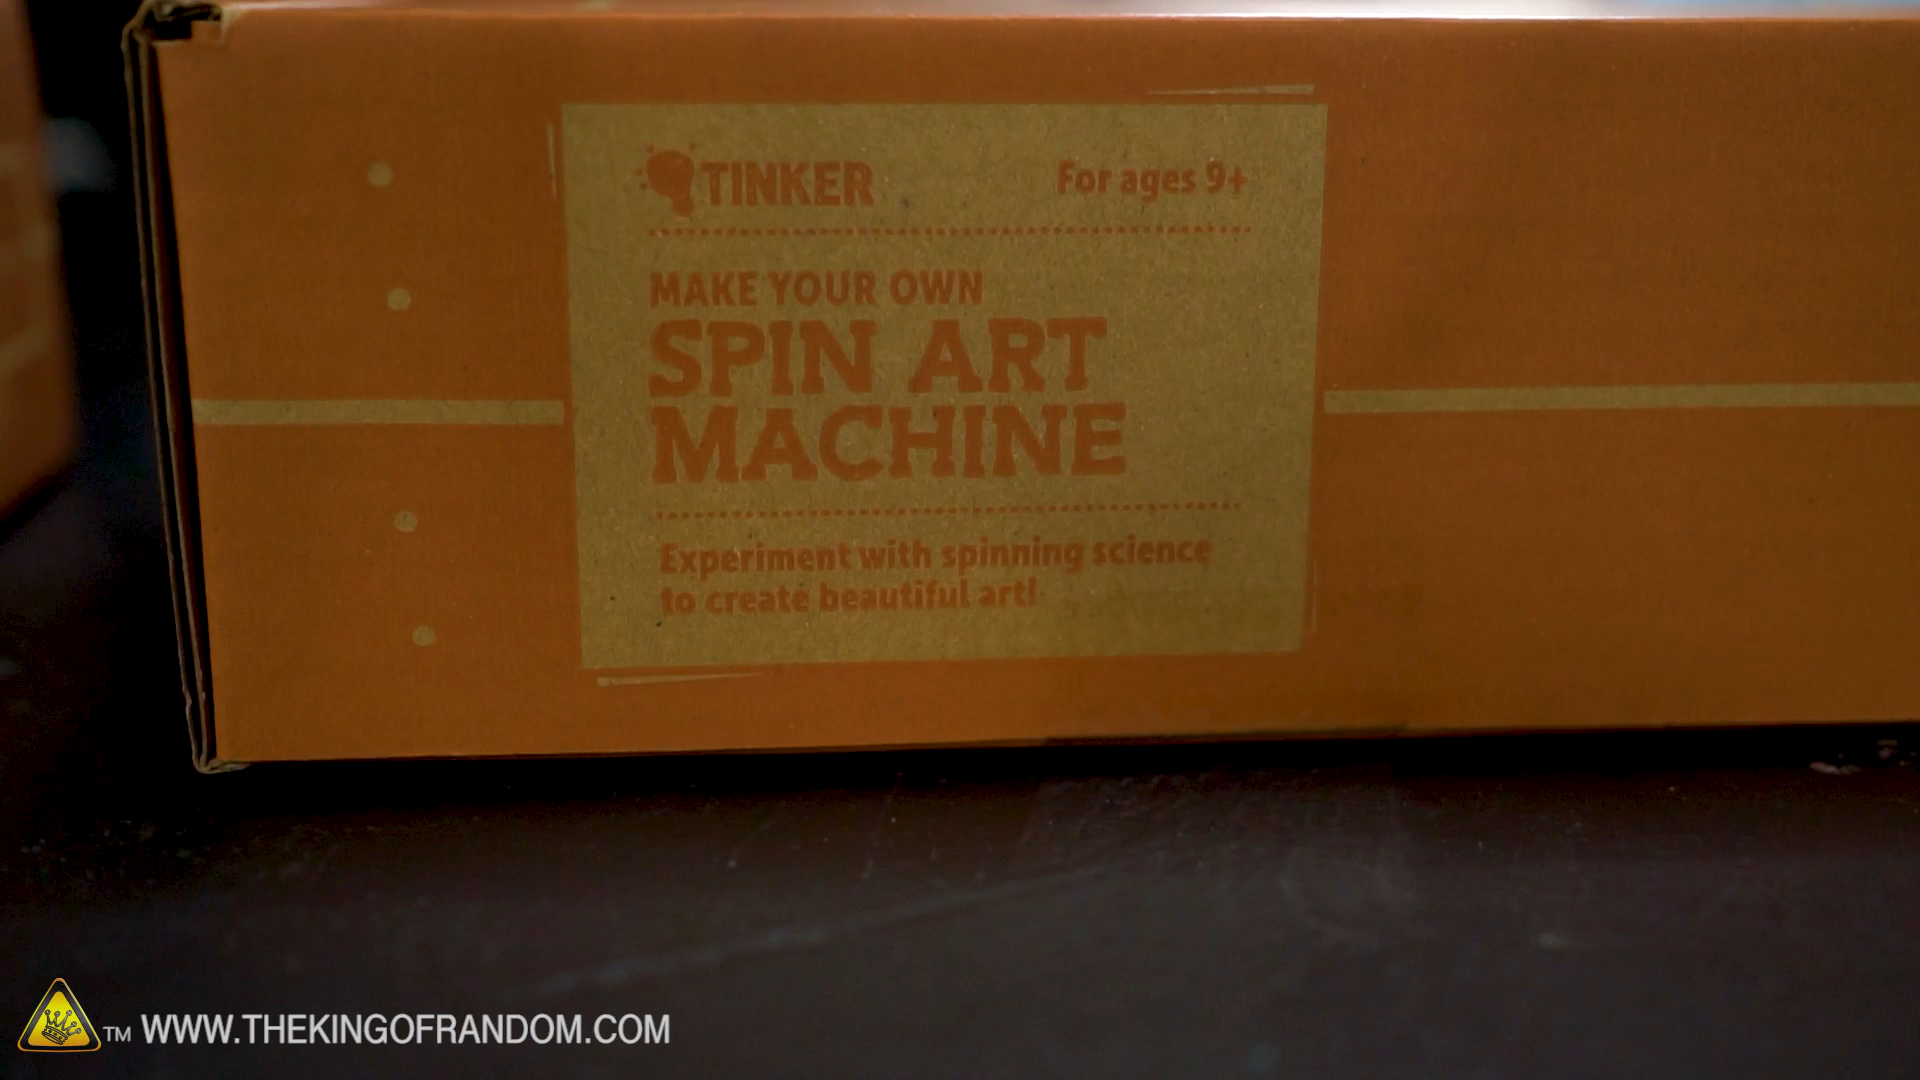 TINKER
For ages 9+
MAKE YOUR OWN
SPIN ART
MACHINE
Experiment with spinning science
to create beautiful art!
TM WWW.THEKINGOFRANDOM.COM